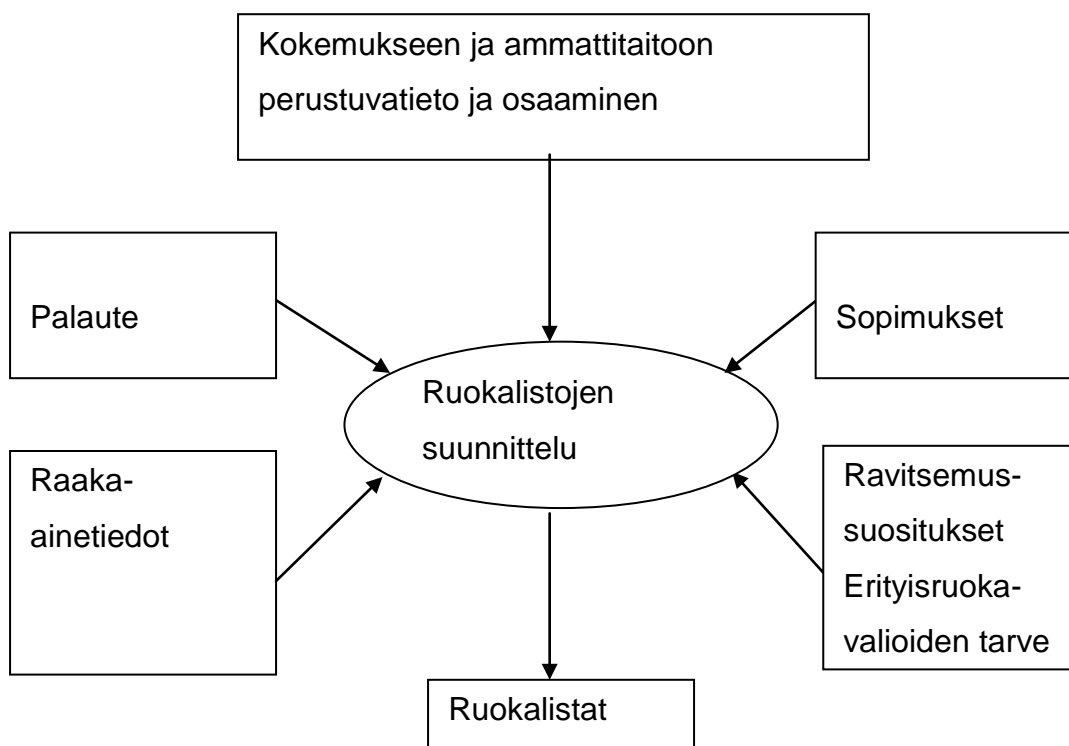 Kokemukseen ja ammattitaitoon
perustuvatieto ja osaaminen
Palaute
Sopimukset
Ruokalistojen
suunnittelu
Raaka-
ainetiedot
Ravitsemus-
suositukset
Erityisruoka-
valioiden tarve
Ruokalistat